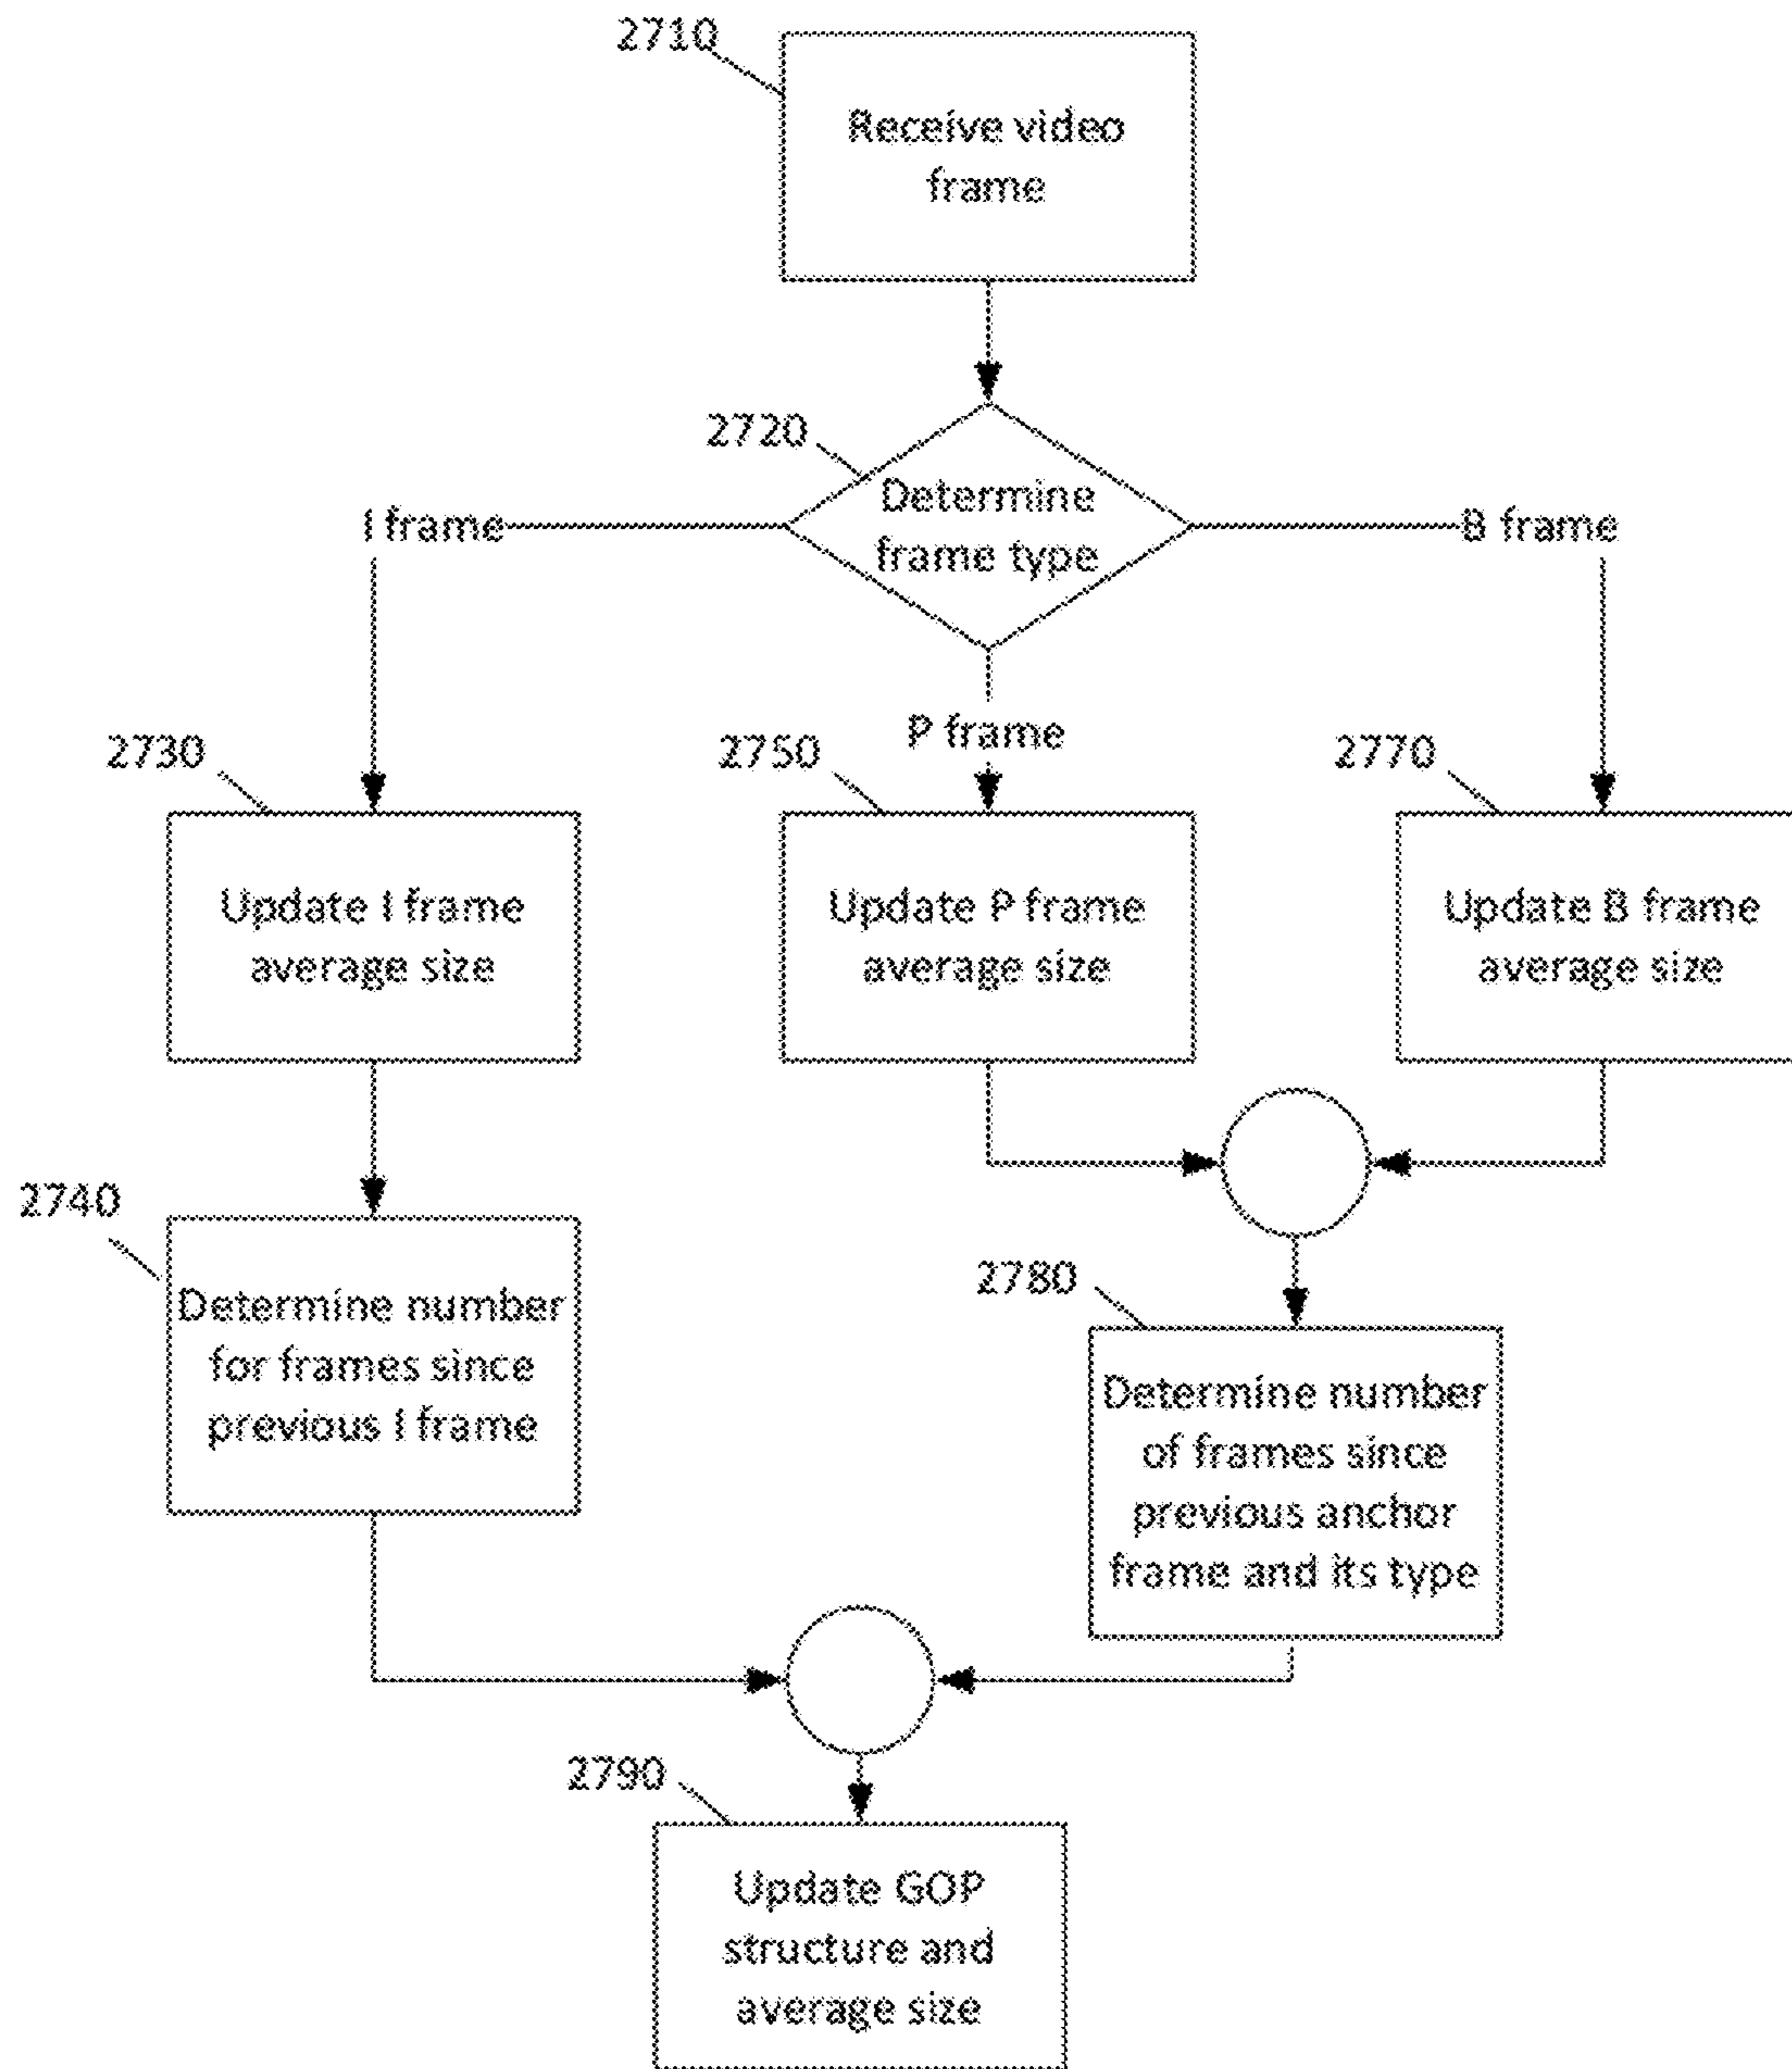 2710
Receive video
frame
2720
Determine
frame type
I frame
B frame
P frame
2730
2750
2770
Update I frame
average size
Update P frame
average size
Update B frame
average size
2740
Determine number
for frames since
previous I frame
2780
Determine number
of frames since
previous anchor
frame and its type
2790
Update GOP
structure and
average size